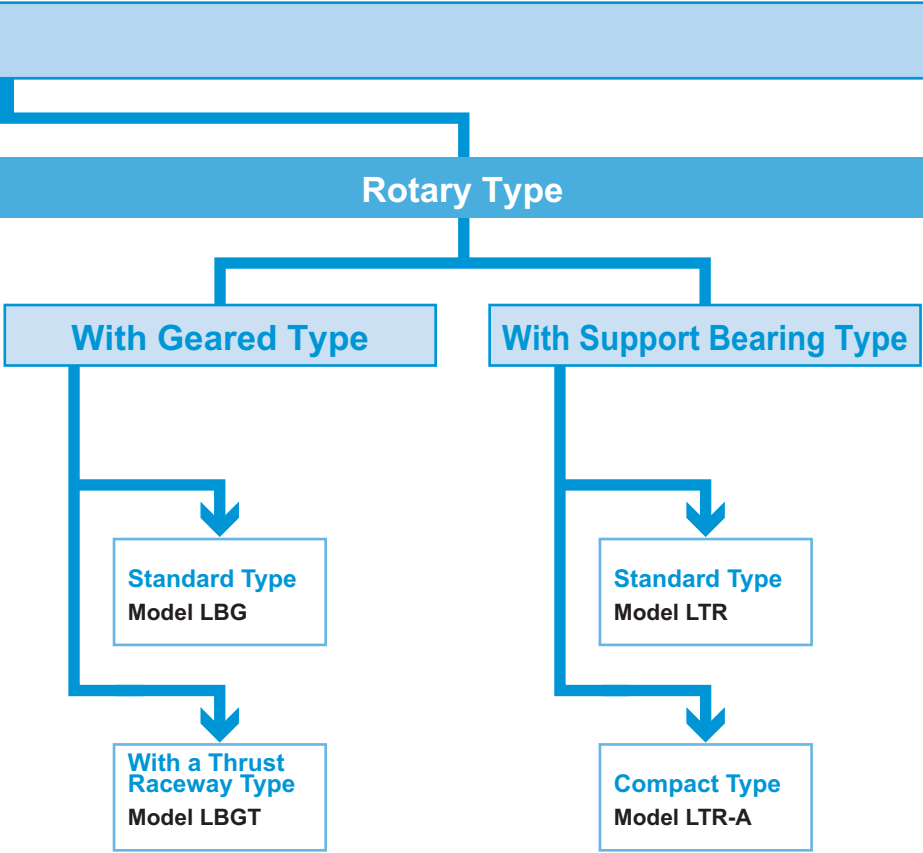 Rotary Type
With Geared Type
With Support Bearing Type
Standard Type
Model LBG
Standard Type
Model LTR
With a Thrust
Raceway Type
Model LBGT
Compact Type
Model LTR-A